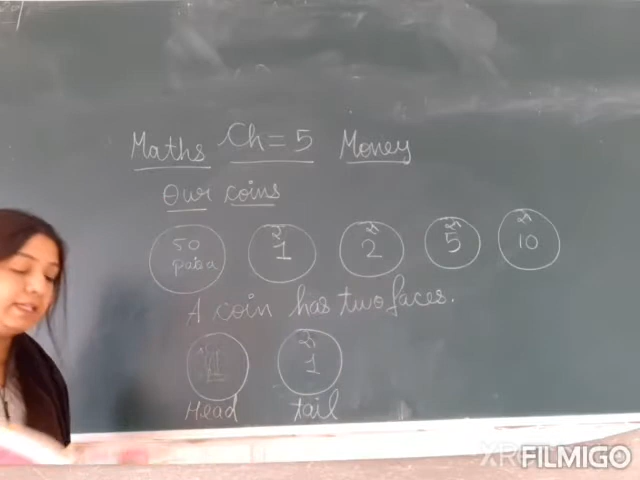 Maths Ch = 5 Money
Our coins
50 paisa ₹ 1 ₹ 2 ₹ 5 ₹ 10
A coin has two faces.
₹ 1
Head tail
FILMIGO